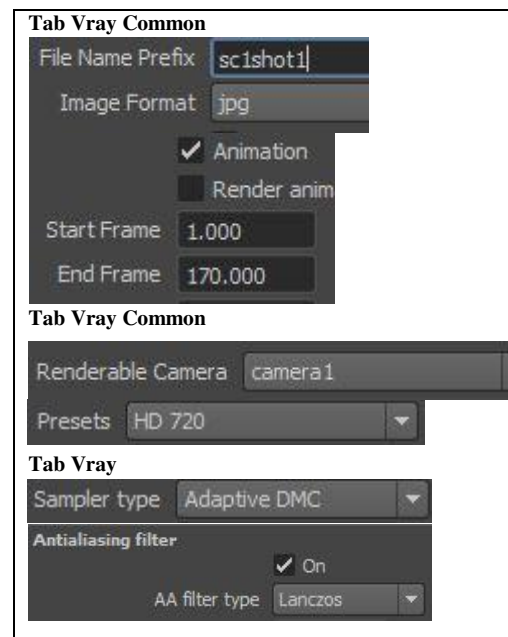 Tab Vray Common
File Name Prefix sc1shot1
Image Format jpg
Animation
Render anim
Start Frame 1.000
End Frame 170.000
Tab Vray Common
Renderable Camera camera1
Presets HD 720
Tab Vray
Sampler type Adaptive DMC
Antialiasing filter
On
AA filter type Lanczos